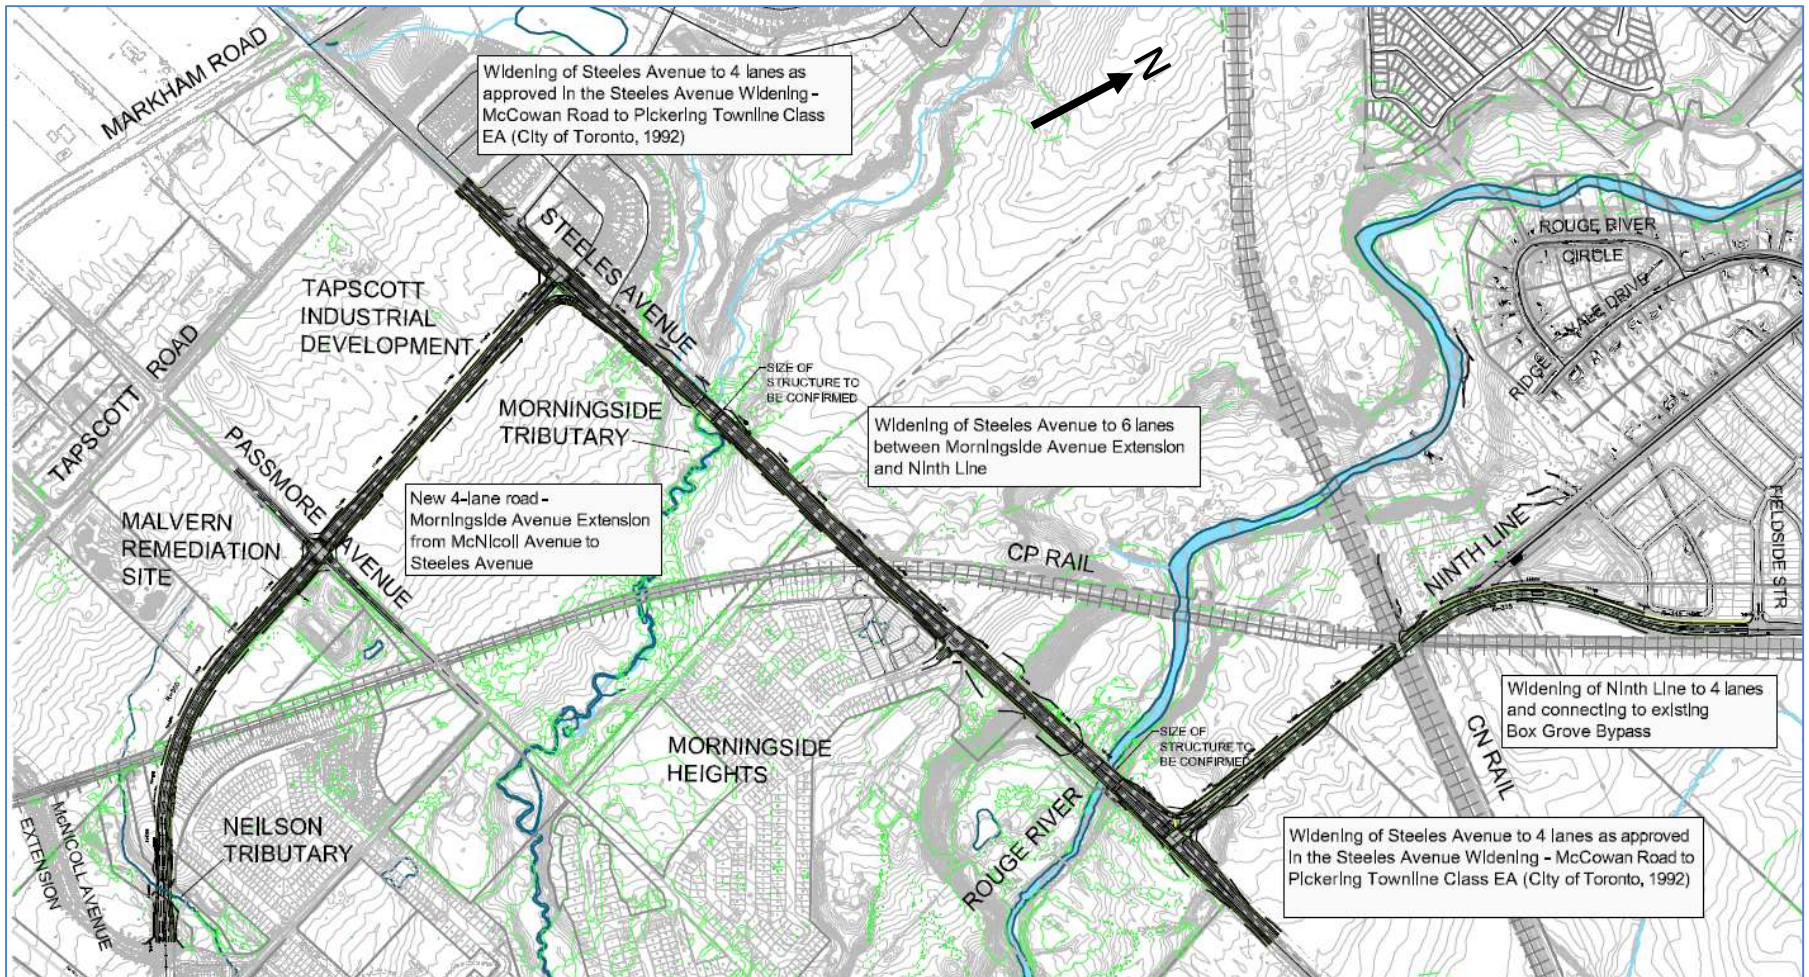 MARKHAM ROAD
Widening of Steeles Avenue to 4 lanes as
approved in the Steeles Avenue Widening -
McCowan Road to Pickering Townline Class
EA (City of Toronto, 1992)
N
STEELES AVENUE
ROUGE RIVER
CIRCLE
RIDGEVALE DRIVE
TAPSCOTT
INDUSTRIAL
DEVELOPMENT
TAPSCOTT ROAD
SIZE OF
STRUCTURE TO
BE CONFIRMED
MORNINGSIDE
TRIBUTARY
Widening of Steeles Avenue to 6 lanes
between Morningside Avenue Extension
and Ninth Line
PASSMORE AVENUE
New 4-lane road -
Morningside Avenue Extension
from McNicoll Avenue to
Steeles Avenue
MALVERN
REMEDIATION
SITE
CP RAIL
NINTH LINE
FIELDSIDE STR
Widening of Ninth Line to 4 lanes
and connecting to existing
Box Grove Bypass
CN RAIL
MORNINGSIDE
HEIGHTS
SIZE OF
STRUCTURE TO
BE CONFIRMED
ROUGE RIVER
NEILSON
TRIBUTARY
McNICOLL AVENUE
EXTENSION
Widening of Steeles Avenue to 4 lanes as approved
in the Steeles Avenue Widening - McCowan Road to
Pickering Townline Class EA (City of Toronto, 1992)